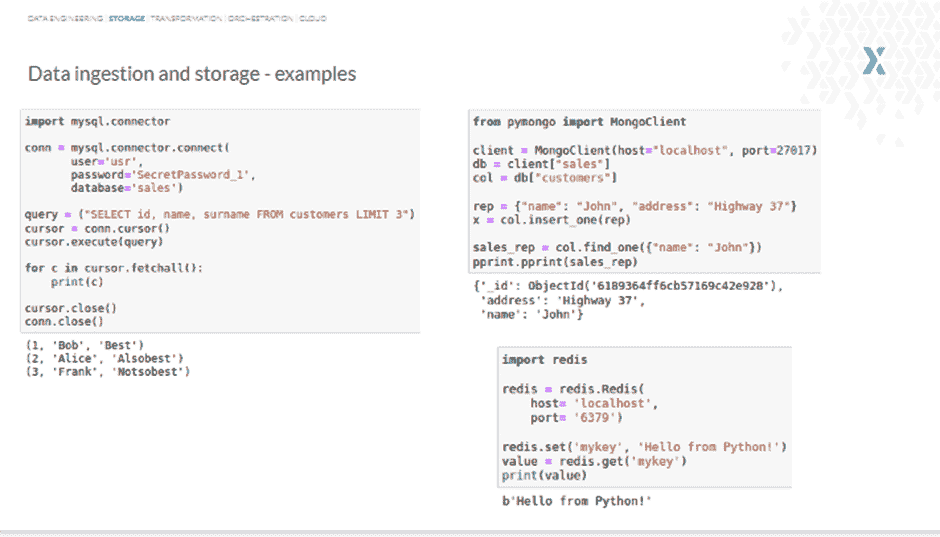 DATA ENGINEERING | STORAGE | TRANSFORMATION | ORCHESTRATION | CLOUD
Data ingestion and storage - examples
import mysql.connector
conn = mysql.connector.connect(
user='usr',
password='SecretPassword_1',
database='sales')
query = ("SELECT id, name, surname FROM customers LIMIT 3")
cursor = conn.cursor()
cursor.execute(query)
for c in cursor.fetchall():
print(c)
cursor.close()
conn.close()
(1, 'Bob', 'Best')
(2, 'Alice', 'Alsobest')
(3, 'Frank', 'Notsobest')
from pymongo import MongoClient
client = MongoClient(host="localhost", port=27017)
db = client["sales"]
col = db["customers"]
rep = {"name": "John", "address": "Highway 37"}
x = col.insert_one(rep)
sales_rep = col.find_one({"name": "John"})
pprint.pprint(sales_rep)
{'_id': ObjectId('6189364ff6cb57169c42e928'),
'address': 'Highway 37',
'name': 'John'}
import redis
redis = redis.Redis(
host= 'localhost',
port= '6379')
redis.set('mykey', 'Hello from Python!')
value = redis.get('mykey')
print(value)
b'Hello from Python!'